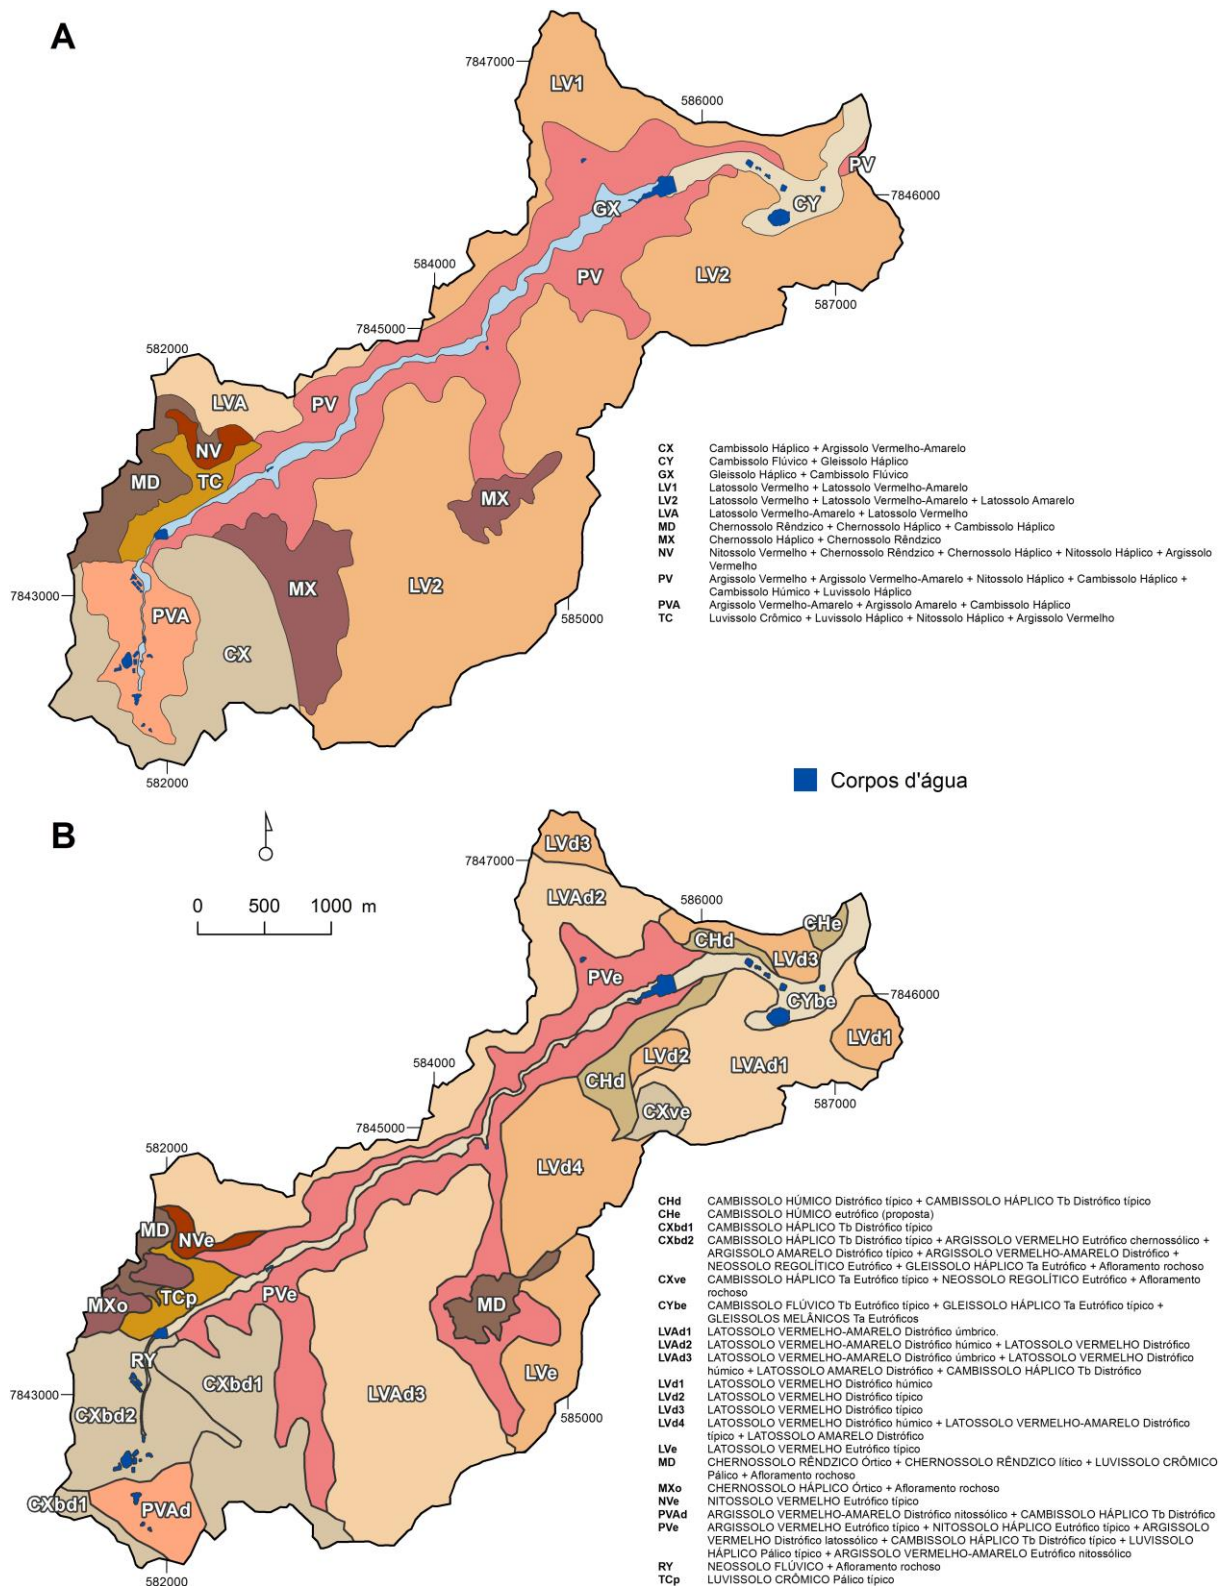 A
7847000
LV1
586000
PV
7846000
GX
CY
584000
PV
LV2
587000
7845000
582000
LVA
PV
NV
MD
TC
MX
MX
LV2
7843000
585000
PVA
CX
582000
CX Cambissolo Háplico + Argissolo Vermelho-Amarelo
CY Cambissolo Flúvico + Gleissolo Háplico
GX Gleissolo Háplico + Cambissolo Flúvico
LV1 Latossolo Vermelho + Latossolo Vermelho-Amarelo
LV2 Latossolo Vermelho + Latossolo Vermelho-Amarelo + Latossolo Amarelo
LVA Latossolo Vermelho-Amarelo + Latossolo Vermelho
MD Chernossolo Rêndzico + Chernossolo Háplico + Cambissolo Háplico
MX Chernossolo Háplico + Chernossolo Rêndzico
NV Nitossolo Vermelho + Chernossolo Rêndzico + Chernossolo Háplico + Nitossolo Háplico + Argissolo
Vermelho
PV Argissolo Vermelho + Argissolo Vermelho-Amarelo + Nitossolo Háplico + Cambissolo Háplico +
Cambissolo Húmico + Luvissolo Háplico
PVA Argissolo Vermelho-Amarelo + Argissolo Amarelo + Cambissolo Háplico
TC Luvissolo Crômico + Luvissolo Háplico + Nitossolo Háplico + Argissolo Vermelho
Corpos d'água
B
0 500 1000 m
LVd3
7847000
LVAd2
586000
CHe
CHd
LVd3
PVe
7846000
CYbe
LVd1
LVd2
LVAd1
584000
CHd
587000
CXve
7845000
582000
LVd4
MD
NVe
TCp
MXo
PVe
MD
RY
LVe
CXbd1
LVAd3
7843000
585000
CXbd2
CXbd1
PVAd
582000
CHd CAMBISSOLO HÚMICO Distrófico típico + CAMBISSOLO HÁPLICO Tb Distrófico típico
CHe CAMBISSOLO HÚMICO eutrófico (proposta)
CXbd1 CAMBISSOLO HÁPLICO Tb Distrófico típico
CXbd2 CAMBISSOLO HÁPLICO Tb Distrófico típico + ARGISSOLO VERMELHO Eutrófico chernossólico +
ARGISSOLO AMARELO Distrófico típico + ARGISSOLO VERMELHO-AMARELO Distrófico +
NEOSSOLO REGOLÍTICO Eutrófico + GLEISSOLO HÁPLICO Ta Eutrófico + Afloramento
rochoso
CXve CAMBISSOLO HÁPLICO Ta Eutrófico típico + NEOSSOLO REGOLÍTICO Eutrófico + Afloramento
rochoso
CYbe CAMBISSOLO FLÚVICO Tb Eutrófico típico + GLEISSOLO HÁPLICO Ta Eutrófico típico +
GLEISSOLOS MELÂNICOS Ta Eutróficos
LVAd1 LATOSSOLO VERMELHO-AMARELO Distrófico úmbrico.
LVAd2 LATOSSOLO VERMELHO-AMARELO Distrófico húmico + LATOSSOLO VERMELHO Distrófico
LVAd3 LATOSSOLO VERMELHO-AMARELO Distrófico úmbrico + LATOSSOLO VERMELHO Distrófico
húmico + LATOSSOLO AMARELO Distrófico + CAMBISSOLO HÁPLICO Tb Distrófico
LVd1 LATOSSOLO VERMELHO Distrófico húmico
LVd2 LATOSSOLO VERMELHO Distrófico típico
LVd3 LATOSSOLO VERMELHO Distrófico típico
LVd4 LATOSSOLO VERMELHO Distrófico húmico + LATOSSOLO VERMELHO-AMARELO Distrófico
típico + LATOSSOLO AMARELO Distrófico
LVe LATOSSOLO VERMELHO Eutrófico típico
MD CHERNOSSOLO RÊNDZICO Órtico + CHERNOSSOLO RÊNDZICO lítico + LUVISSOLO CRÔMICO
Pálico + Afloramento rochoso
MXo CHERNOSSOLO HÁPLICO Órtico + Afloramento rochoso
NVe NITOSSOLO VERMELHO Eutrófico típico
PVAd ARGISSOLO VERMELHO-AMARELO Distrófico nitossólico + CAMBISSOLO HÁPLICO Tb Distrófico
PVe ARGISSOLO VERMELHO Eutrófico típico + NITOSSOLO HÁPLICO Eutrófico típico + ARGISSOLO
VERMELHO Distrófico latossólico + CAMBISSOLO HÁPLICO Tb Distrófico típico + LUVISSOLO
HÁPLICO Pálico típico + ARGISSOLO VERMELHO-AMARELO Eutrófico nitossólico
RY NEOSSOLO FLÚVICO + Afloramento rochoso
TCp LUVISSOLO CRÔMICO Pálico típico